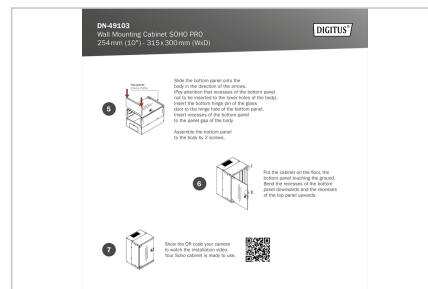 DN-49103
Wall Mounting Cabinet SOHO PRO
254 mm (10") - 315 x 300 mm (WxD)
DIGITUS®
5
Slide the bottom panel onto the
body in the direction of the arrows.
(Pay attention that recesses of the bottom panel
not to be inserted to the lower holes of the body).
Insert the bottom hinge pin of the glass
door to the hinge hole of the bottom panel.
Insert recesses of the bottom panel
to the panel gap of the body.
Assemble the bottom panel
to the body by 2 screws.
6
Put the cabinet on the floor, the
bottom panel touching the ground.
Bend the recesses of the bottom
panel downwards and the recesses
of the top panel upwards.
7
Show the QR code your camera
to watch the installation video.
Your Soho cabinet is ready to use.